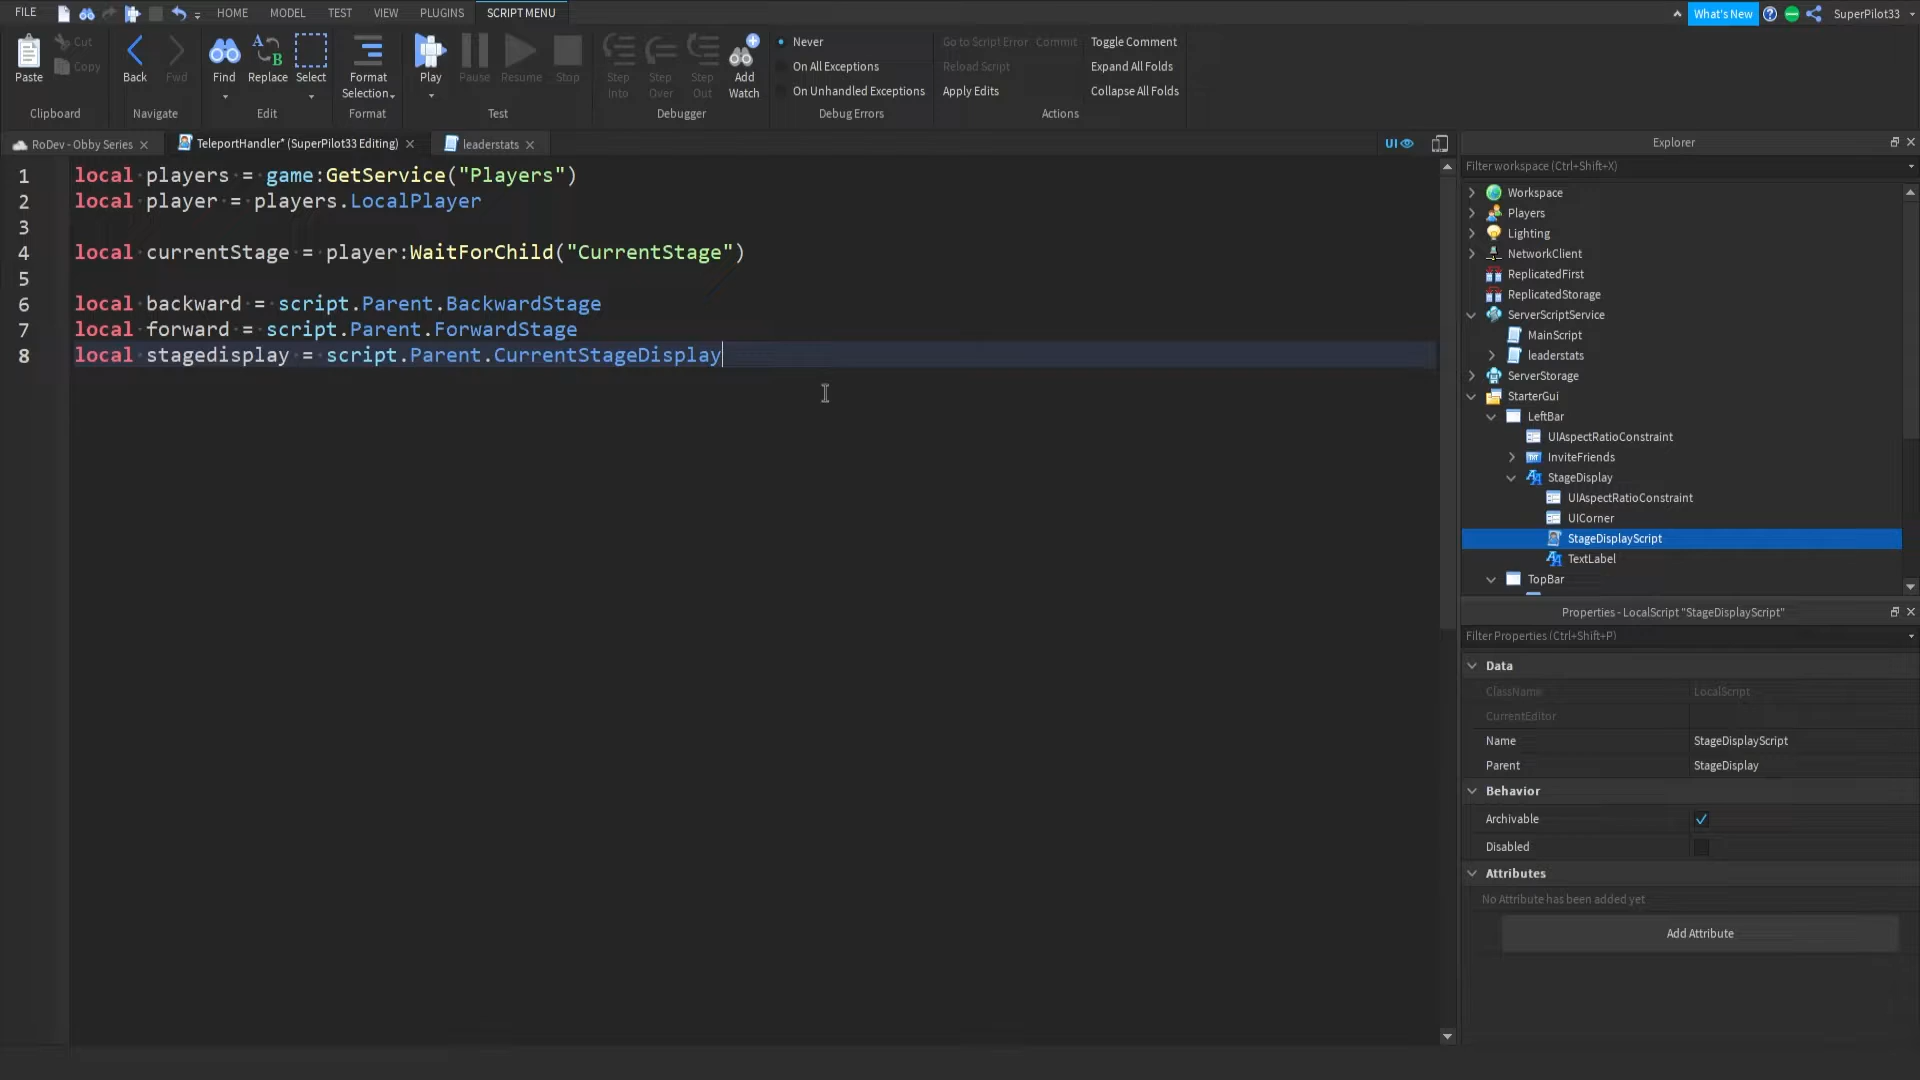 FILE HOME MODEL TEST VIEW PLUGINS SCRIPT MENU What's New SuperPilot33
Paste Cut Copy
Clipboard
Back Fwd
Navigate
Find Replace Select
Edit
Format Selection
Format
Play Pause Resume Stop
Test
Step Into Step Over Step Out Add Watch
Debugger
Never
On All Exceptions
On Unhandled Exceptions
Debug Errors
Go to Script Error Commit Toggle Comment
Reload Script Expand All Folds
Apply Edits Collapse All Folds
Actions
RoDev - Obby Series TeleportHandler* (SuperPilot33 Editing) leaderstats UI
1 local players = game:GetService("Players")
2 local player = players.LocalPlayer
3
4 local currentStage = player:WaitForChild("CurrentStage")
5
6 local backward = script.Parent.BackwardStage
7 local forward = script.Parent.ForwardStage
8 local stagedisplay = script.Parent.CurrentStageDisplay
Explorer
Filter workspace (Ctrl+Shift+X)
Workspace
Players
Lighting
NetworkClient
ReplicatedFirst
ReplicatedStorage
ServerScriptService
MainScript
leaderstats
ServerStorage
StarterGui
LeftBar
UIAspectRatioConstraint
InviteFriends
StageDisplay
UIAspectRatioConstraint
UICorner
StageDisplayScript
TextLabel
TopBar
Properties - LocalScript "StageDisplayScript"
Filter Properties (Ctrl+Shift+P)
Data
ClassName LocalScript
CurrentEditor
Name StageDisplayScript
Parent StageDisplay
Behavior
Archivable
Disabled
Attributes
No Attribute has been added yet
Add Attribute